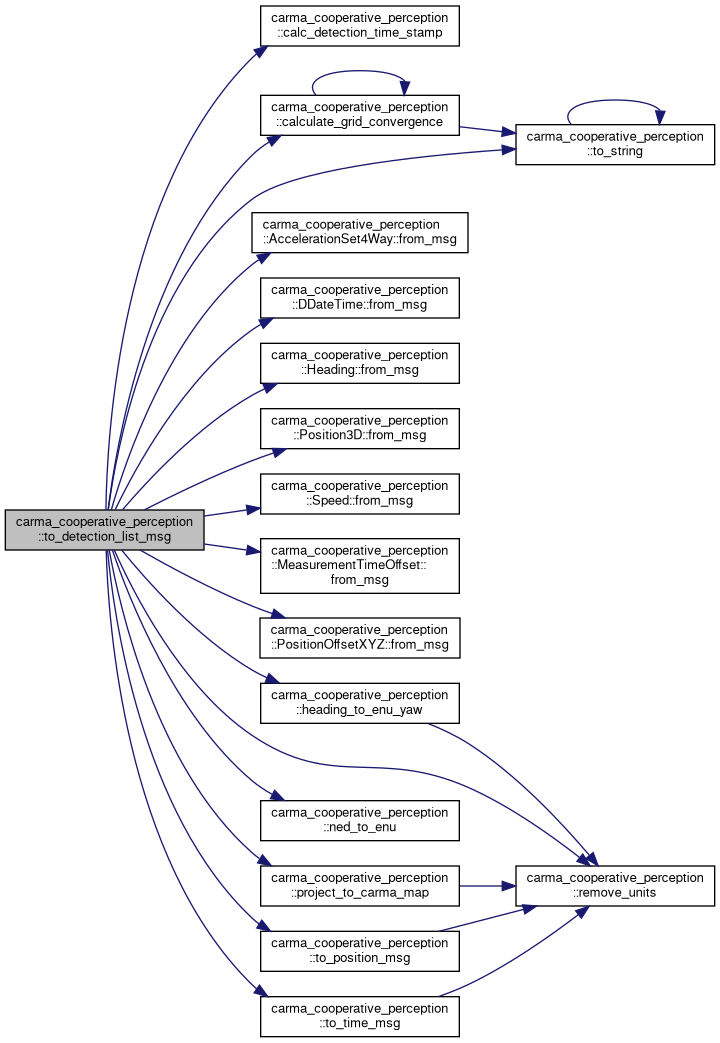 carma_cooperative_perception
::calc_detection_time_stamp
carma_cooperative_perception
::calculate_grid_convergence
carma_cooperative_perception
::to_string
carma_cooperative_perception
::AccelerationSet4Way::from_msg
carma_cooperative_perception
::DDateTime::from_msg
carma_cooperative_perception
::Heading::from_msg
carma_cooperative_perception
::Position3D::from_msg
carma_cooperative_perception
::Speed::from_msg
carma_cooperative_perception
::to_detection_list_msg
carma_cooperative_perception
::MeasurementTimeOffset::
from_msg
carma_cooperative_perception
::PositionOffsetXYZ::from_msg
carma_cooperative_perception
::heading_to_enu_yaw
carma_cooperative_perception
::ned_to_enu
carma_cooperative_perception
::project_to_carma_map
carma_cooperative_perception
::remove_units
carma_cooperative_perception
::to_position_msg
carma_cooperative_perception
::to_time_msg